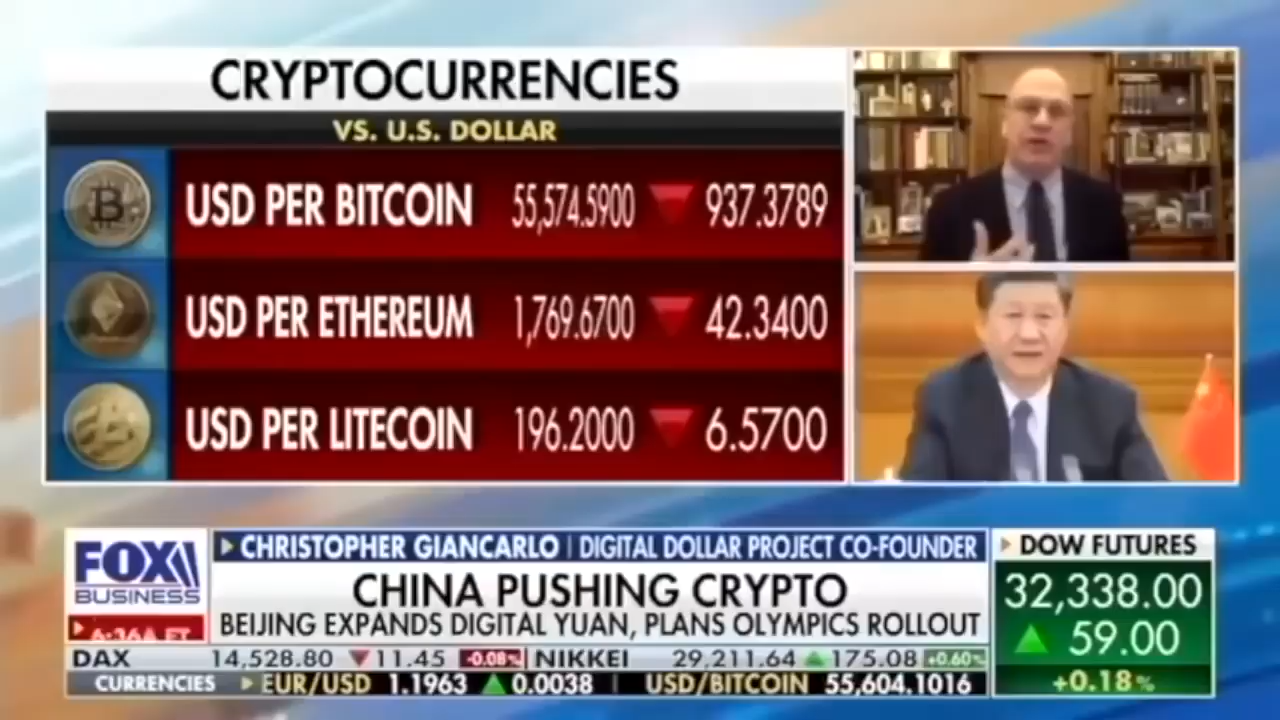 CRYPTOCURRENCIES
VS. U.S. DOLLAR
USD PER BITCOIN 55,574.5900 ▼ 937.3789
USD PER ETHEREUM 1,769.6700 ▼ 42.3400
USD PER LITECOIN 196.2000 ▼ 6.5700
FOX BUSINESS
CHRISTOPHER GIANCARLO | DIGITAL DOLLAR PROJECT CO-FOUNDER
CHINA PUSHING CRYPTO
BEIJING EXPANDS DIGITAL YUAN, PLANS OLYMPICS ROLLOUT
DAX 14,528.80 ▼ 11.45 -0.08% NIKKEI 29,211.64 ▲ 175.08 +0.60%
CURRENCIES EUR/USD 1.1963 ▲ 0.0038 | USD/BITCOIN 55,604.1016
DOW FUTURES
32,338.00
▲ 59.00
+0.18%